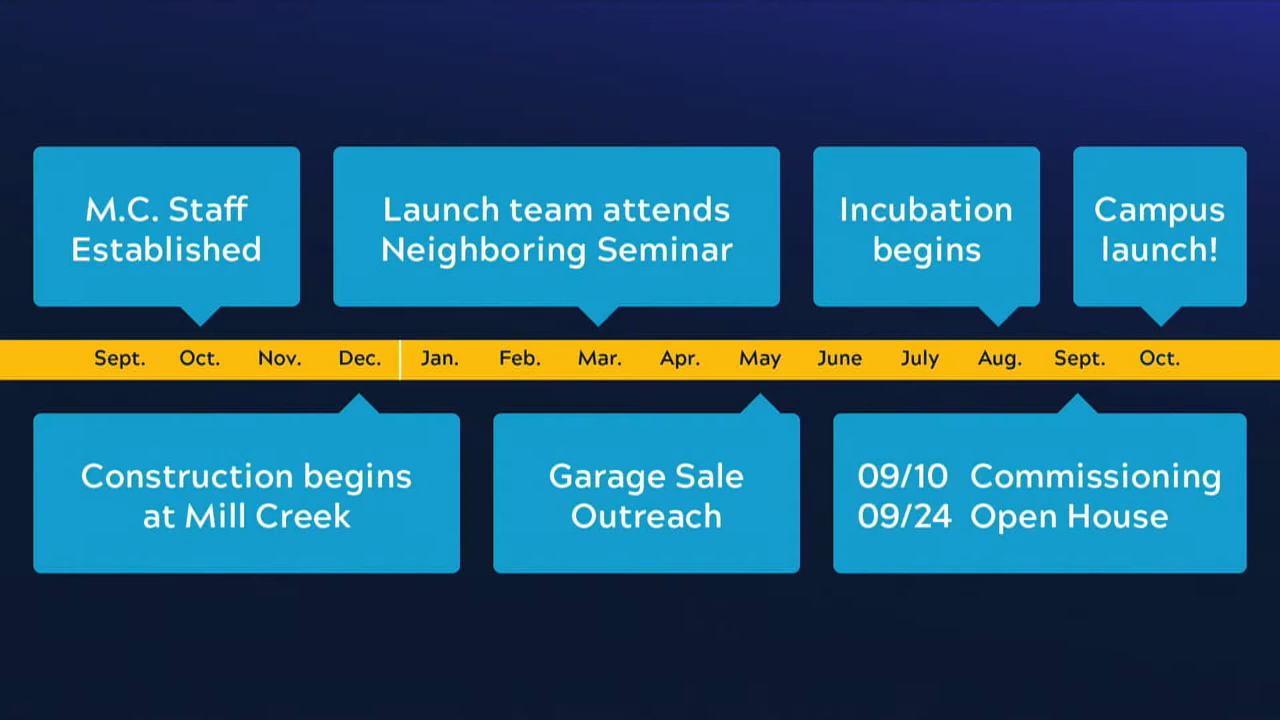 M.C. Staff
Established
Launch team attends
Neighboring Seminar
Incubation
begins
Campus
launch!
Sept. Oct. Nov. Dec. Jan. Feb. Mar. Apr. May June July Aug. Sept. Oct.
Construction begins
at Mill Creek
Garage Sale
Outreach
09/10 Commissioning
09/24 Open House